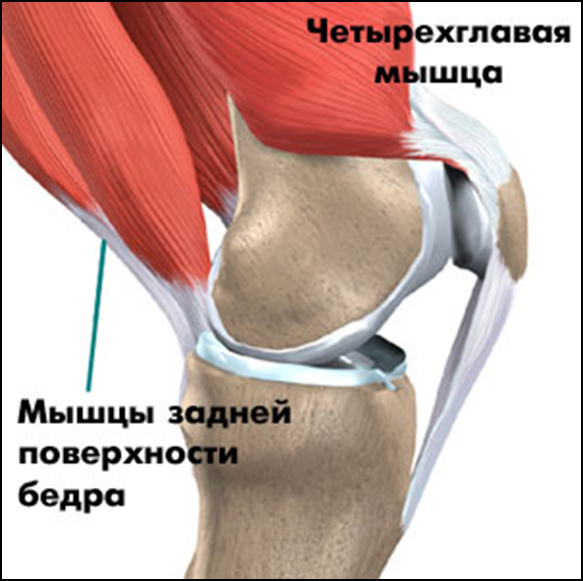 Четырехглавая
мышца
Мышцы задней
поверхности
бедра